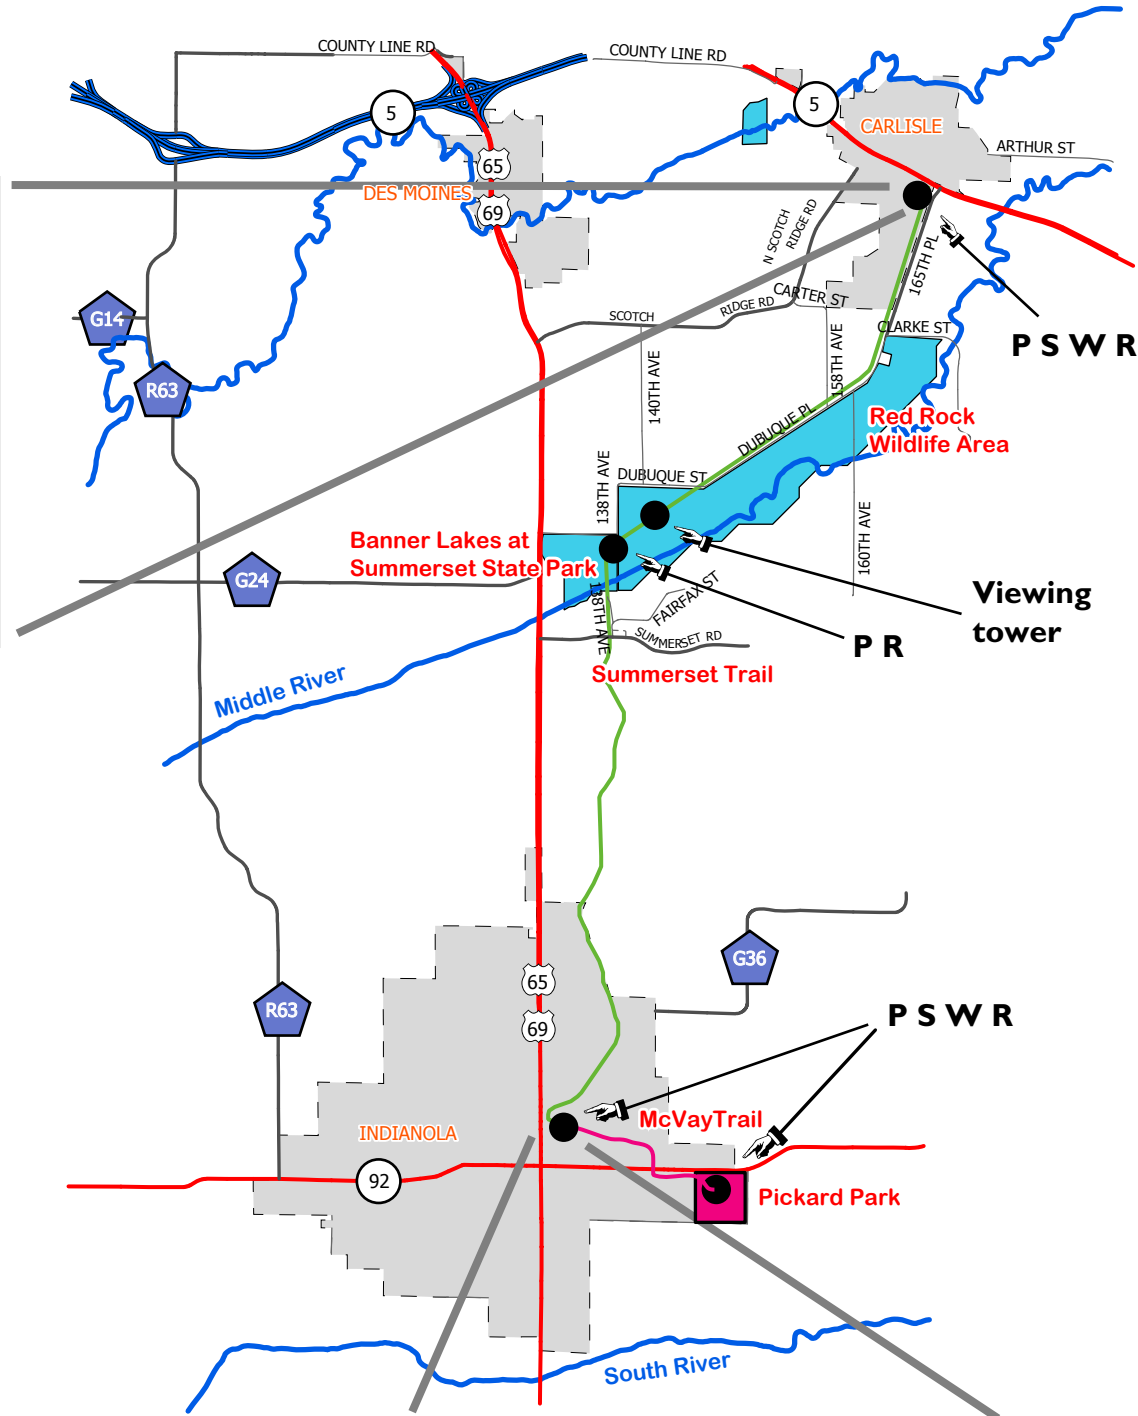 COUNTY LINE RD
COUNTY LINE RD
5
5
CARLISLE
ARTHUR ST
65
DES MOINES
69
N SCOTCH
RIDGE RD
165TH PL
G14
SCOTCH
RIDGE RD
CARTER ST
CLARKE ST
P S W R
R63
140TH AVE
158TH AVE
Red Rock
Wildlife Area
DUBUQUE PL
DUBUQUE ST
138TH AVE
160TH AVE
Banner Lakes at
Summerset State Park
G24
138TH AVE
FAIRFAX ST
Viewing
tower
SUMMERSET RD
P R
Summerset Trail
Middle River
65
G36
R63
69
P S W R
McVayTrail
INDIANOLA
92
Pickard Park
South River